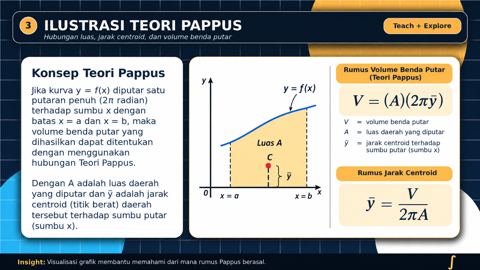 3
ILUSTRASI TEORI PAPPUS
Hubungan luas, jarak centroid, dan volume benda putar
Teach + Explore
Konsep Teori Pappus
Jika kurva y = f(x) diputar satu
putaran penuh (2π radian)
terhadap sumbu x dengan
batas x = a dan x = b, maka
volume benda putar yang
dihasilkan dapat ditentukan
dengan menggunakan
hubungan Teori Pappus.
Dengan A adalah luas daerah
yang diputar dan ȳ adalah jarak
centroid (titik berat) daerah
tersebut terhadap sumbu putar
(sumbu x).
y
y = f(x)
Luas A
C
ȳ
0
x = a
x = b
x
Rumus Volume Benda Putar
(Teori Pappus)
V = (A)(2πȳ)
V = volume benda putar
A = luas daerah yang diputar
ȳ = jarak centroid terhadap
sumbu putar (sumbu x)
Rumus Jarak Centroid
ȳ = V / 2πA
Insight: Visualisasi grafik membantu memahami dari mana rumus Pappus berasal.
∫